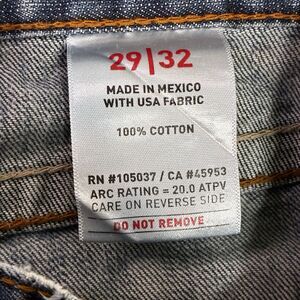 29|32
MADE IN MEXICO
WITH USA FABRIC
100% COTTON
RN #105037 / CA #45953
ARC RATING = 20.0 ATPV
CARE ON REVERSE SIDE
DO NOT REMOVE